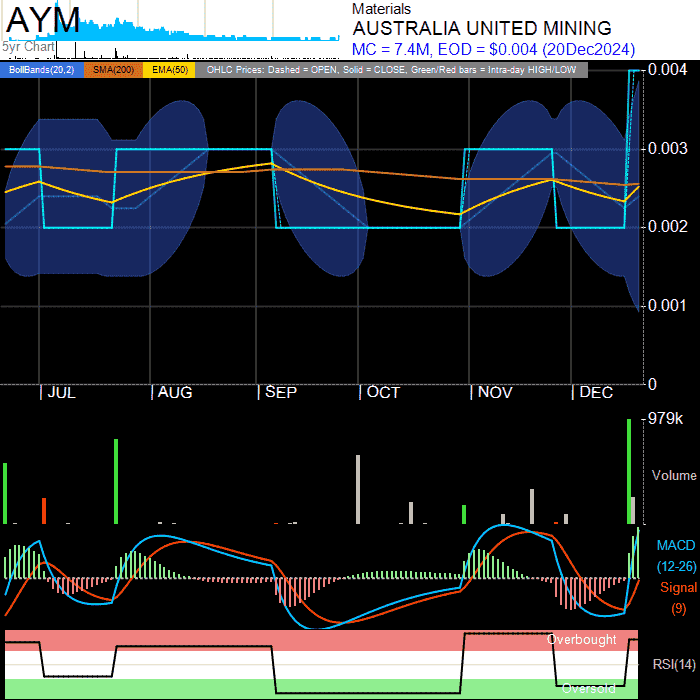 AYM
5yr Chart
Materials
AUSTRALIA UNITED MINING
MC = 7.4M, EOD = $0.004 (20Dec2024)
BollBands(20,2) SMA(200) EMA(50) OHLC Prices: Dashed = OPEN, Solid = CLOSE, Green/Red bars = Intra-day HIGH/LOW
0.004
0.003
0.002
0.001
0
JUL AUG SEP OCT NOV DEC
979k
Volume
MACD
(12-26)
Signal
(9)
Overbought
RSI(14)
Oversold